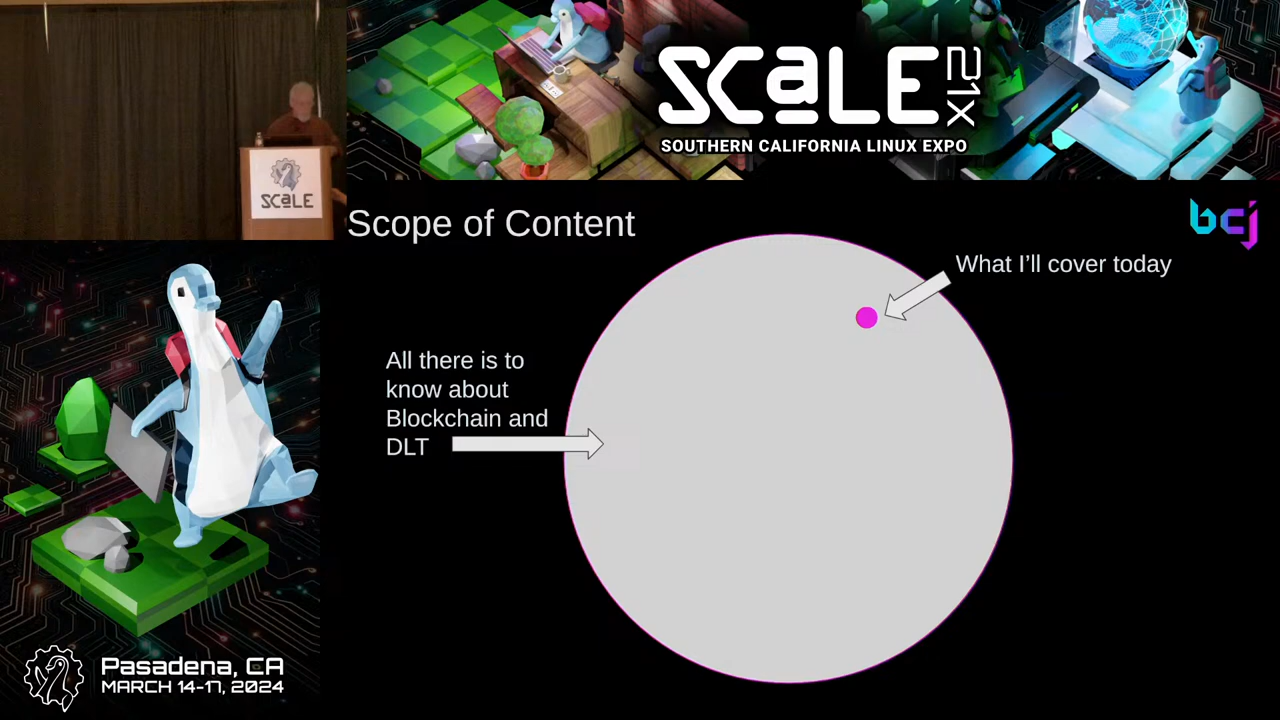 SCaLE 21X
SOUTHERN CALIFORNIA LINUX EXPO
SCaLE
Scope of Content
bcj
What I'll cover today
All there is to
know about
Blockchain and
DLT
Pasadena, CA
MARCH 14-17, 2024